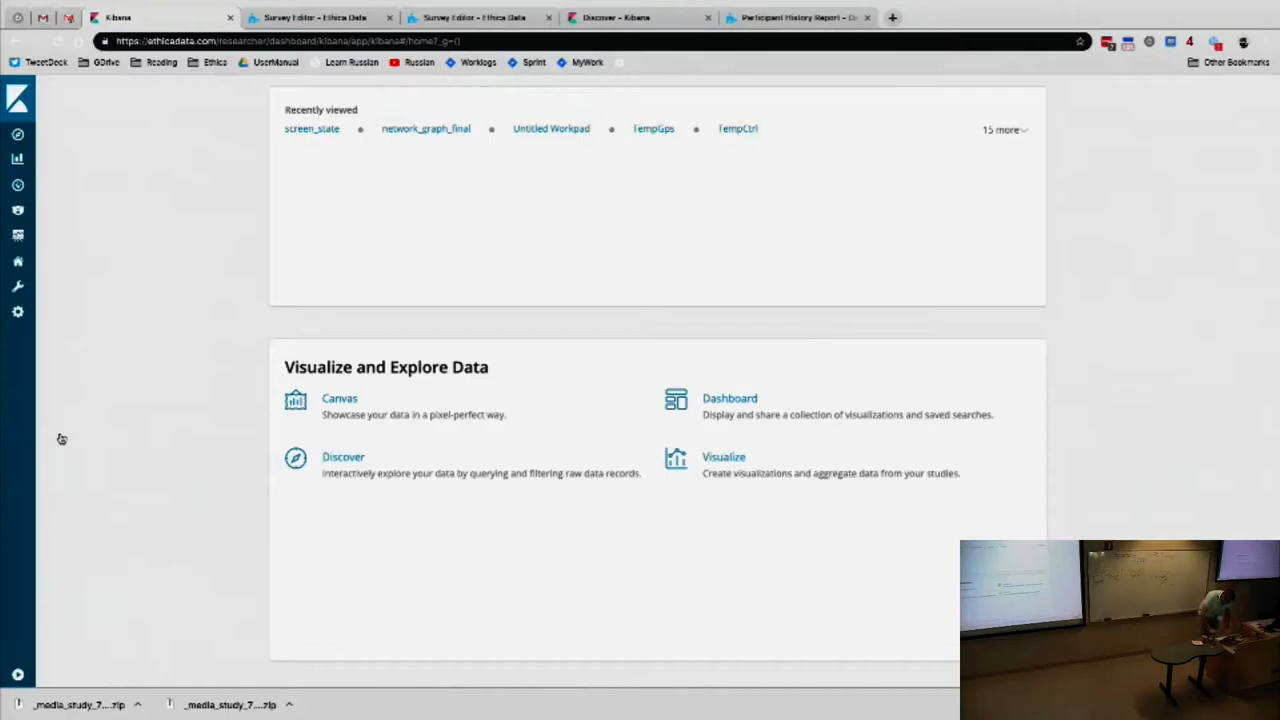 Kibana
Survey Editor - Ethica Data
Survey Editor - Ethica Data
Discover - Kibana
Participant History Report - D
https://ethicadata.com/researcher/dashboard/kibana/app/kibana#/home?_g=()
TweetDeck
GDrive
Reading
Ethica
UserManual
Learn Russian
Russian
Worklogs
Sprint
MyWork
Other Bookmarks
Recently viewed
screen_state • network_graph_final • Untitled Workpad • TempGps • TempCtrl
15 more
Visualize and Explore Data
Canvas
Showcase your data in a pixel-perfect way.
Dashboard
Display and share a collection of visualizations and saved searches.
Discover
Interactively explore your data by querying and filtering raw data records.
Visualize
Create visualizations and aggregate data from your studies.
_media_study_7....zip
_media_study_7....zip